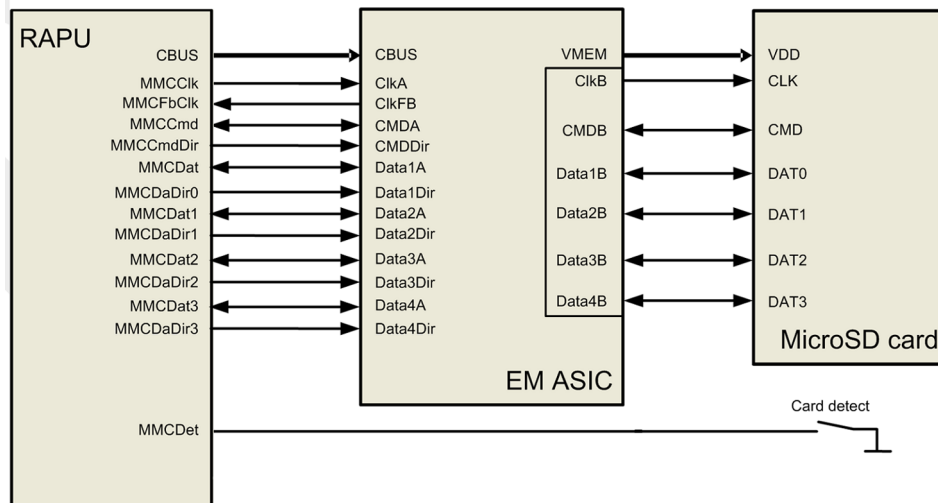 RAPU
CBUS
MMCClk
MMCFbClk
MMCCmd
MMCCmdDir
MMCDat
MMCDaDir0
MMCDat1
MMCDaDir1
MMCDat2
MMCDaDir2
MMCDat3
MMCDaDir3
MMCDet
CBUS
ClkA
ClkFB
CMDA
CMDDir
Data1A
Data1Dir
Data2A
Data2Dir
Data3A
Data3Dir
Data4A
Data4Dir
VMEM
ClkB
CMDB
Data1B
Data2B
Data3B
Data4B
EM ASIC
VDD
CLK
CMD
DAT0
DAT1
DAT2
DAT3
MicroSD card
Card detect